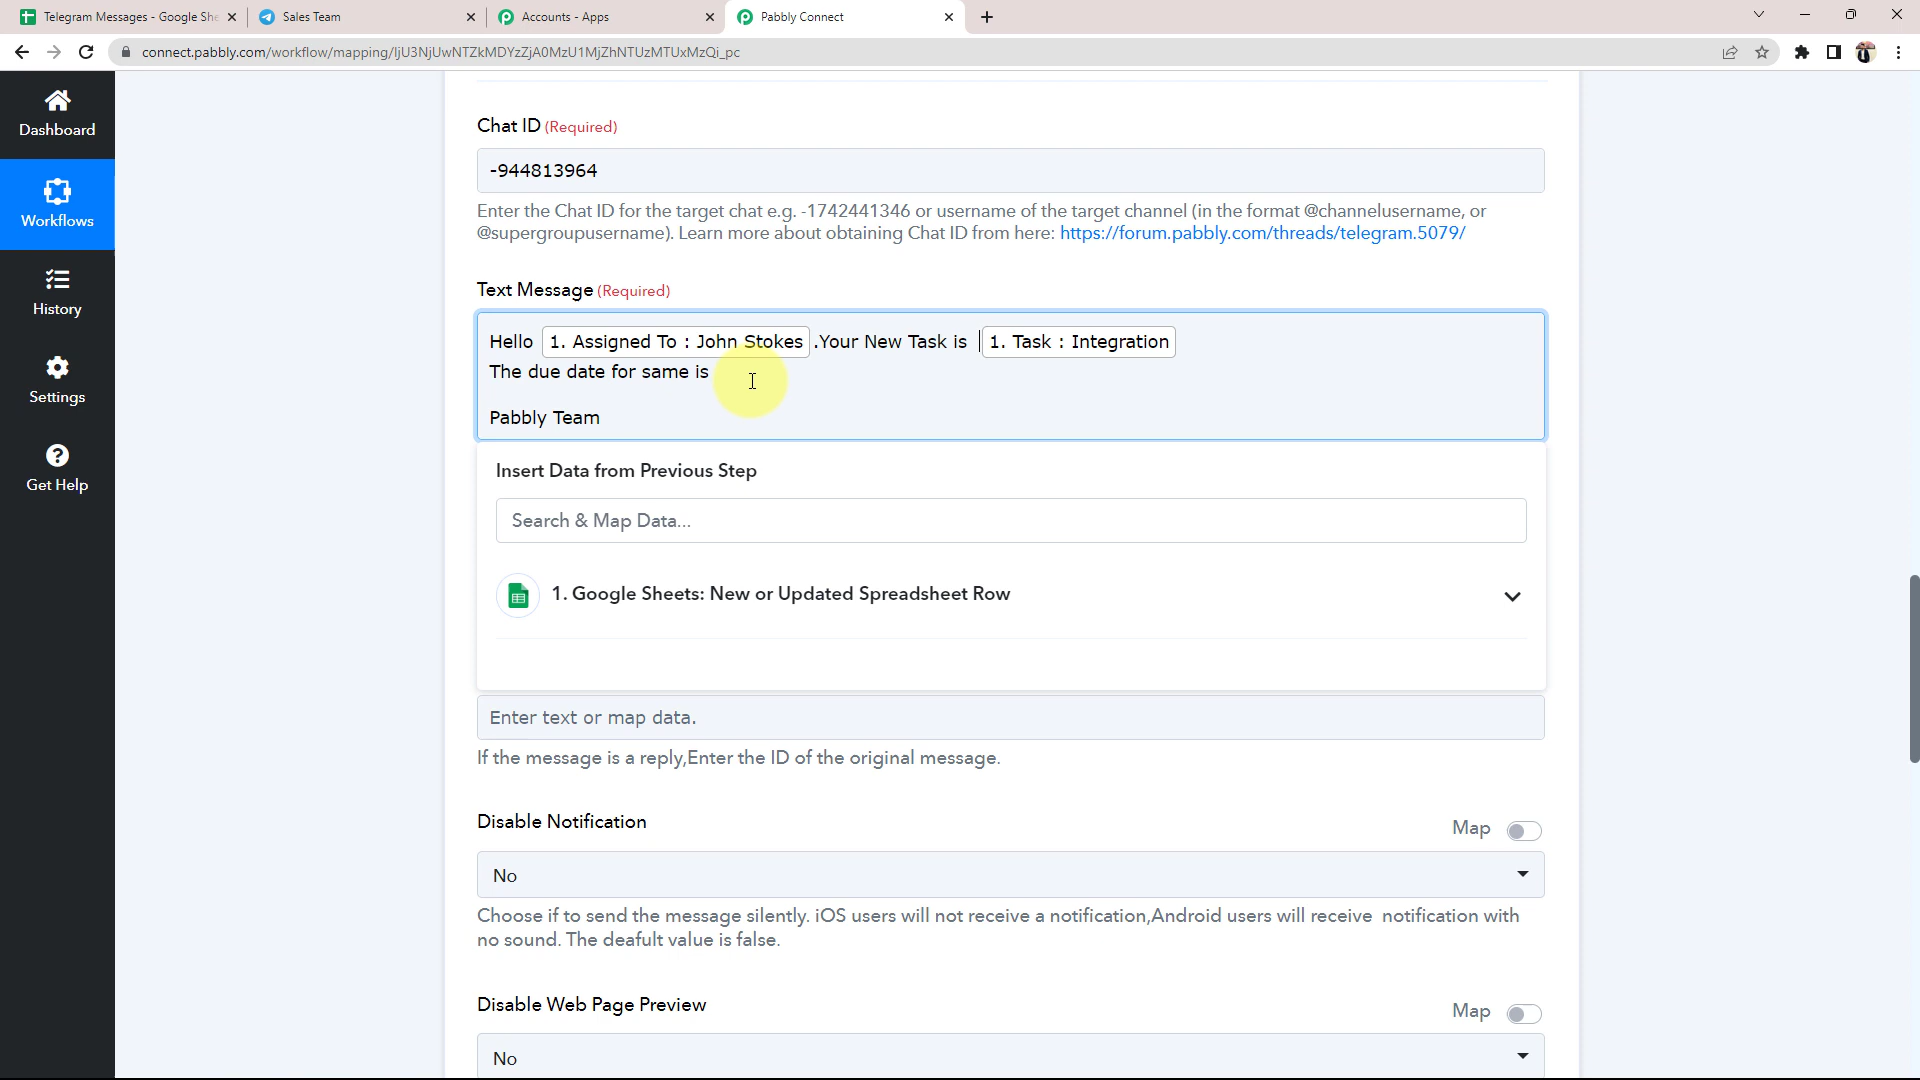 Telegram Messages - Google She
Sales Team
Accounts - Apps
Pabbly Connect
connect.pabbly.com/workflow/mapping/IjU3NjUwNTZkMDYzZjA0MzU1MjZhNTUzMTUxMzQi_pc
Dashboard
Workflows
History
Settings
Get Help
Chat ID (Required)
-944813964
Enter the Chat ID for the target chat e.g. -1742441346 or username of the target channel (in the format @channelusername, or
@supergroupusername). Learn more about obtaining Chat ID from here: https://forum.pabbly.com/threads/telegram.5079/
Text Message (Required)
Hello 1. Assigned To : John Stokes .Your New Task is 1. Task : Integration
The due date for same is
Pabbly Team
Insert Data from Previous Step
Search & Map Data...
1. Google Sheets: New or Updated Spreadsheet Row
Enter text or map data.
If the message is a reply,Enter the ID of the original message.
Disable Notification
Map
No
Choose if to send the message silently. iOS users will not receive a notification,Android users will receive notification with
no sound. The deafult value is false.
Disable Web Page Preview
Map
No